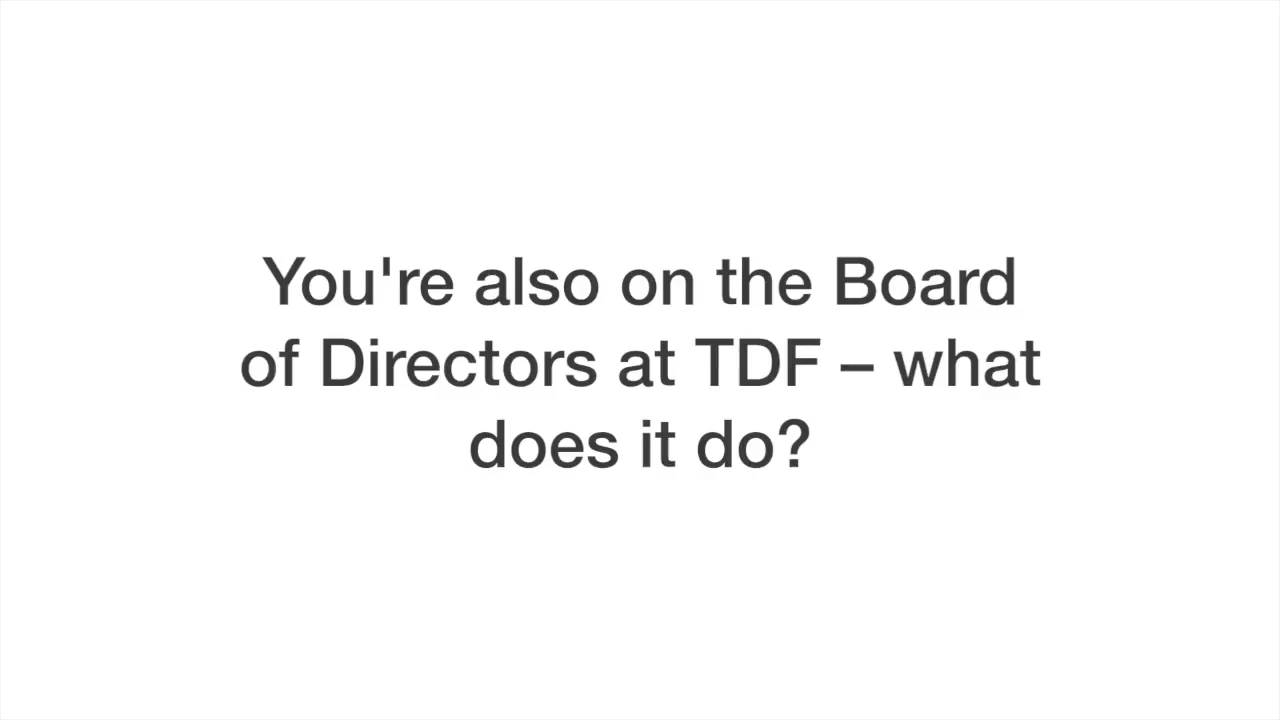 You're also on the Board
of Directors at TDF – what
does it do?